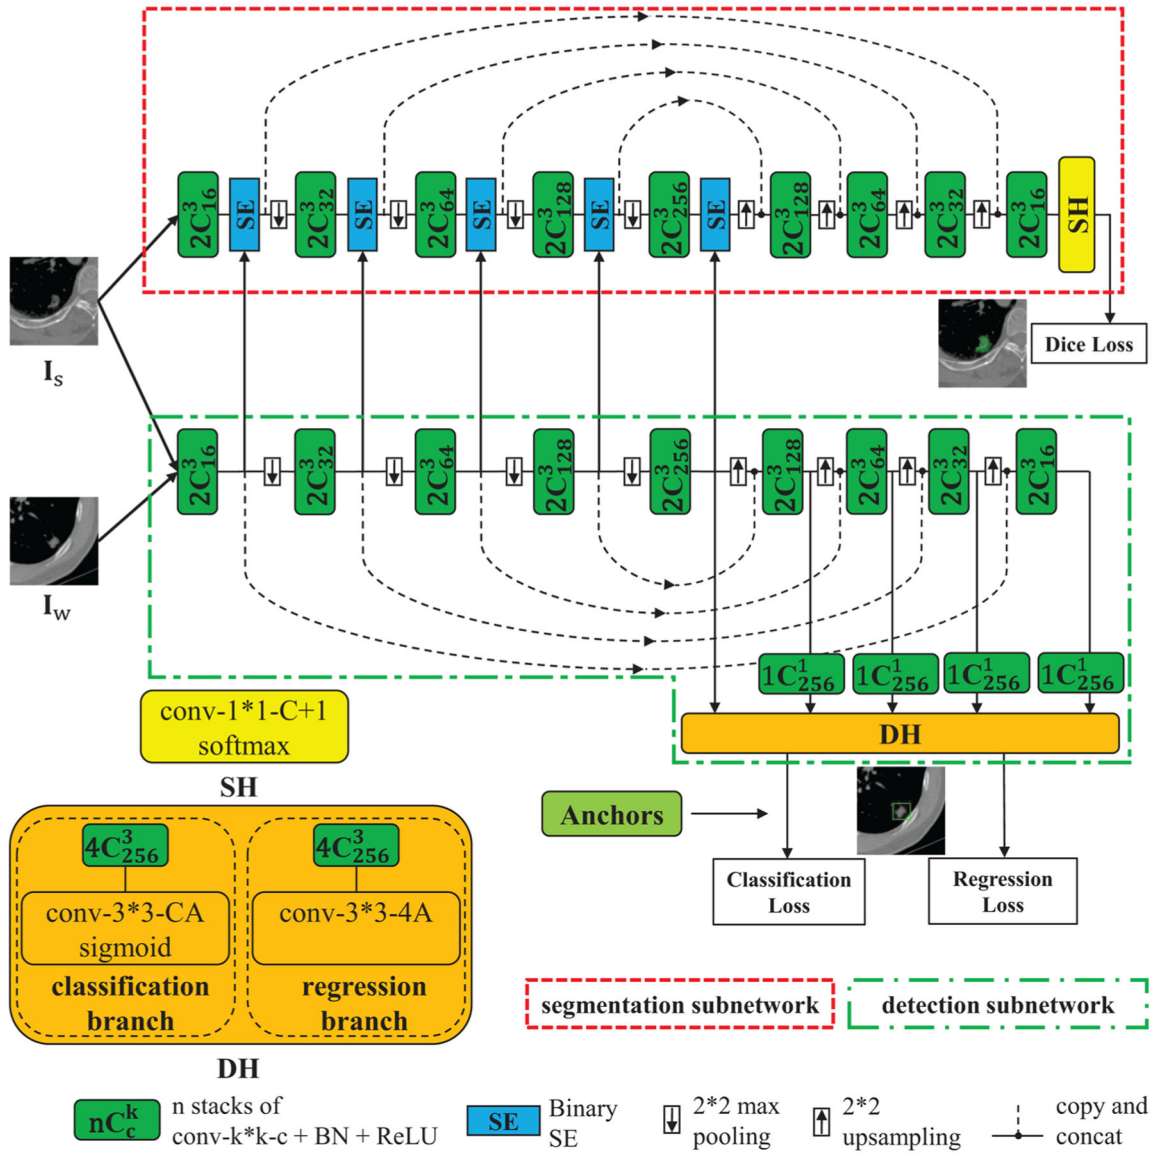 2C³₁₆ SE 2C³₃₂ SE 2C³₆₄ SE 2C³₁₂₈ SE 2C³₂₅₆ SE 2C³₁₂₈ 2C³₆₄ 2C³₃₂ 2C³₁₆ SH
Iₛ
Dice Loss
2C³₁₆ 2C³₃₂ 2C³₆₄ 2C³₁₂₈ 2C³₂₅₆ 2C³₁₂₈ 2C³₆₄ 2C³₃₂ 2C³₁₆
I_w
1C¹₂₅₆ 1C¹₂₅₆ 1C¹₂₅₆ 1C¹₂₅₆
DH
conv-1*1-C+1
softmax
SH
Anchors
Classification
Loss
Regression
Loss
4C³₂₅₆
conv-3*3-CA
sigmoid
classification
branch
4C³₂₅₆
conv-3*3-4A
regression
branch
DH
segmentation subnetwork
detection subnetwork
nCᵏ_c
n stacks of
conv-k*k-c + BN + ReLU
SE
Binary
SE
2*2 max
pooling
2*2
upsampling
copy and
concat